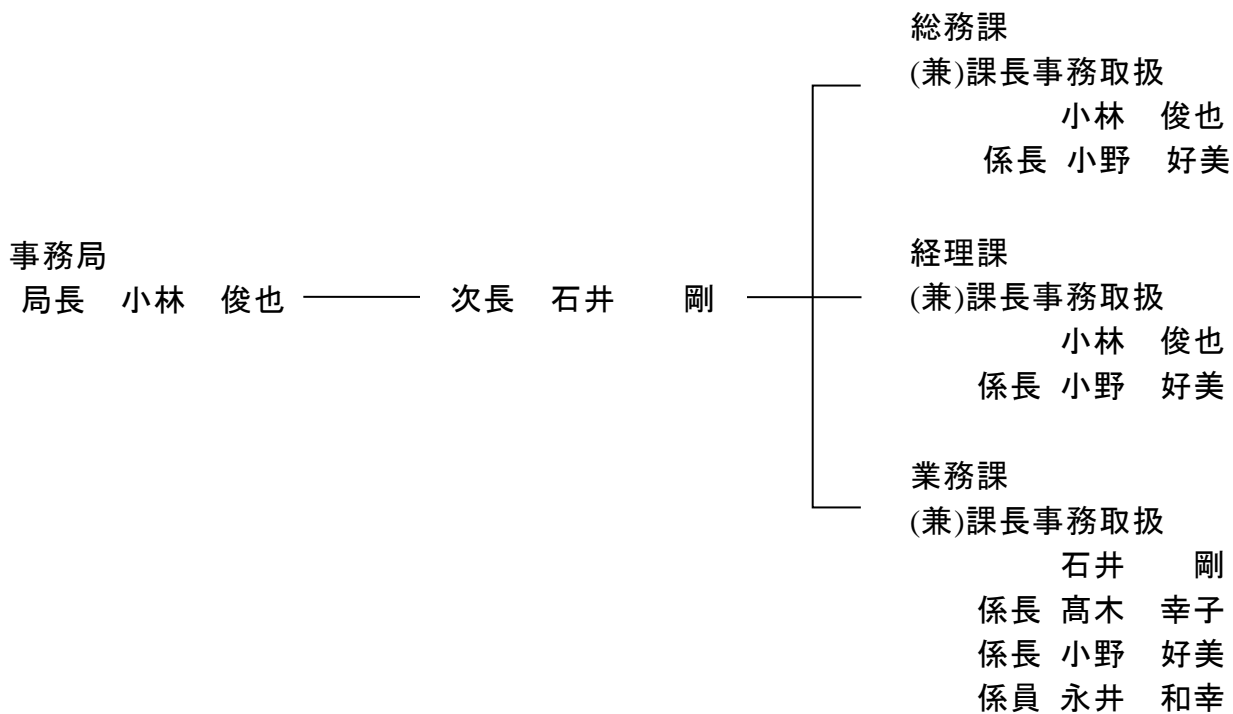 事務局
局長　小林　俊也
次長　石井　　剛
総務課
(兼)課長事務取扱
小林　俊也
係長 小野　好美
経理課
(兼)課長事務取扱
小林　俊也
係長 小野　好美
業務課
(兼)課長事務取扱
石井　　剛
係長 髙木　幸子
係長 小野　好美
係員 永井　和幸